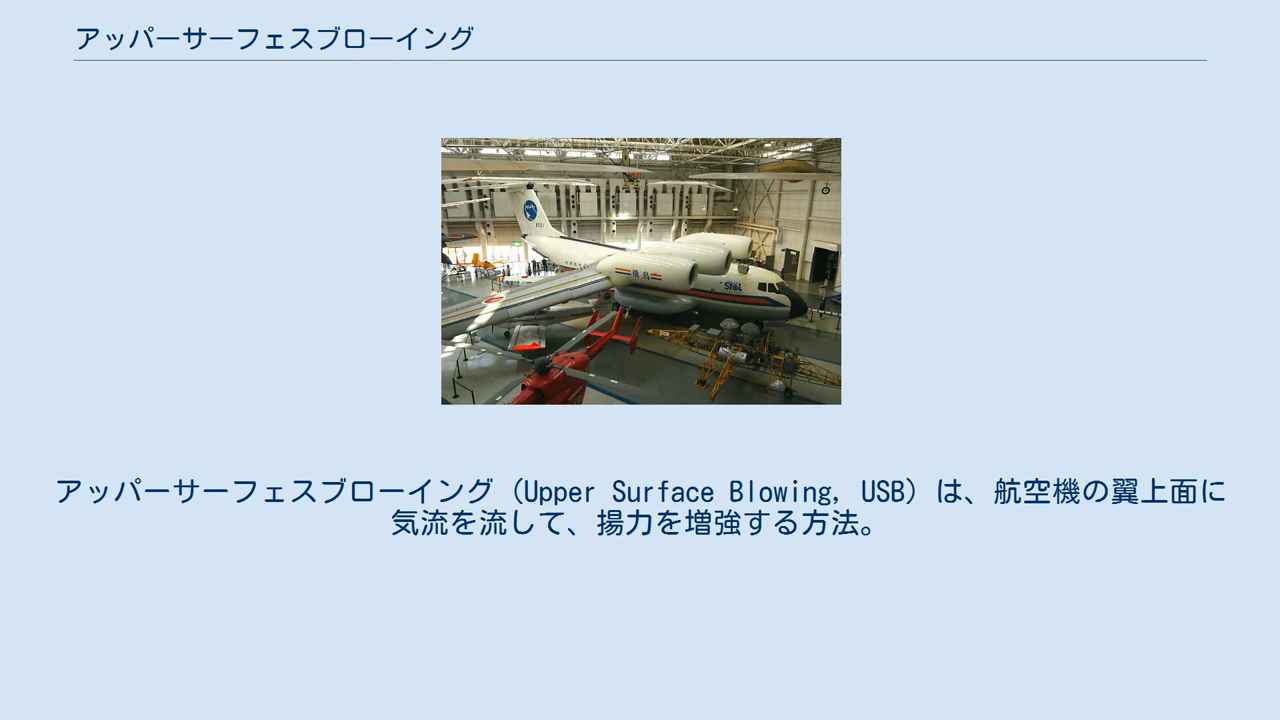 アッパーサーフェスブローイング
飛鳥
STOL
アッパーサーフェスブローイング（Upper Surface Blowing, USB）は、航空機の翼上面に
気流を流して、揚力を増強する方法。